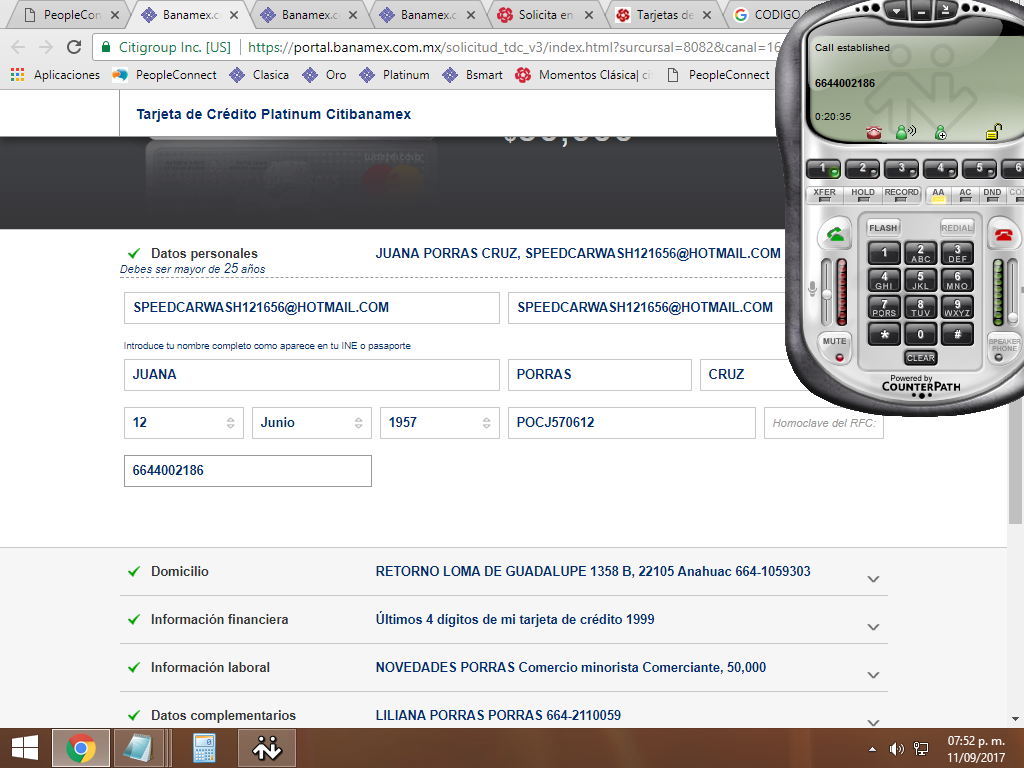 PeopleCon
Banamex.c
Banamex.c
Banamex.c
Solicita en
Tarjetas de
CODIGO
Citigroup Inc. [US]
https://portal.banamex.com.mx/solicitud_tdc_v3/index.html?surcursal=8082&canal=16
Aplicaciones
PeopleConnect
Clasica
Oro
Platinum
Bsmart
Momentos Clásica| ci
PeopleConnect
Tarjeta de Crédito Platinum Citibanamex
Datos personales
JUANA PORRAS CRUZ, SPEEDCARWASH121656@HOTMAIL.COM
Debes ser mayor de 25 años
SPEEDCARWASH121656@HOTMAIL.COM
SPEEDCARWASH121656@HOTMAIL.COM
Introduce tu nombre completo como aparece en tu INE o pasaporte
JUANA
PORRAS
CRUZ
12
Junio
1957
POCJ570612
Homoclave del RFC:
6644002186
Domicilio
RETORNO LOMA DE GUADALUPE 1358 B, 22105 Anahuac 664-1059303
Información financiera
Últimos 4 dígitos de mi tarjeta de crédito 1999
Información laboral
NOVEDADES PORRAS Comercio minorista Comerciante, 50,000
Datos complementarios
LILIANA PORRAS PORRAS 664-2110059
Call established
6644002186
0:20:35
1 2 3 4 5 6
XFER HOLD RECORD AA AC DND
FLASH
REDIAL
1
2 ABC
3 DEF
4 GHI
5 JKL
6 MNO
7 PQRS
8 TUV
9 WXYZ
* 0 #
MUTE
SPEAKER PHONE
CLEAR
Powered by
COUNTERPATH
07:52 p. m.
11/09/2017